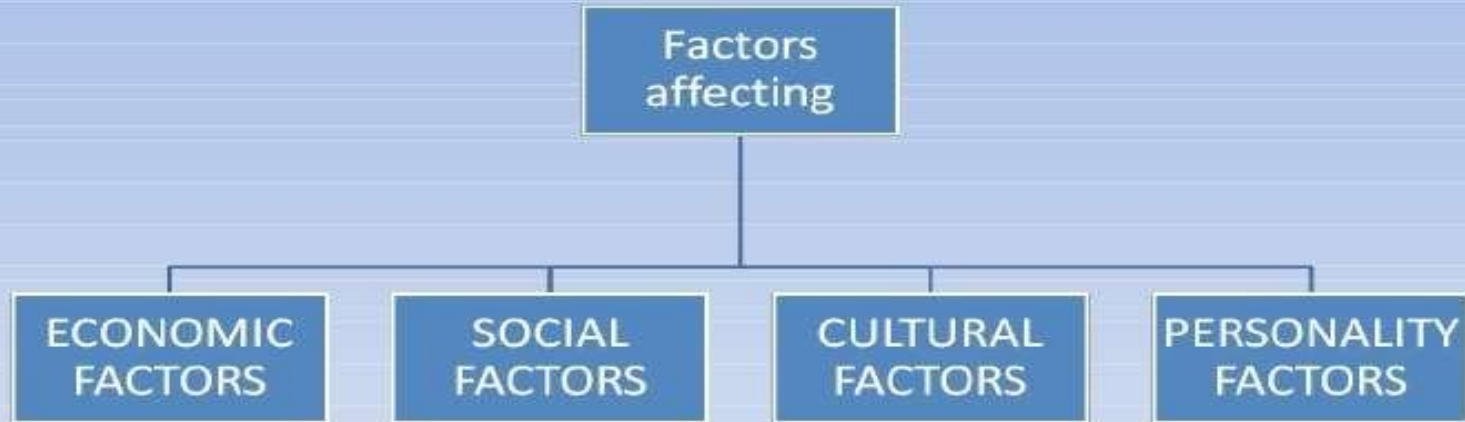 Factors
affecting
ECONOMIC
FACTORS
SOCIAL
FACTORS
CULTURAL
FACTORS
PERSONALITY
FACTORS